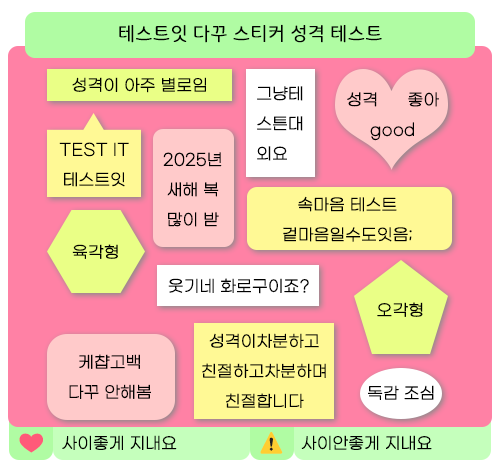 테스트잇 다꾸 스티커 성격 테스트
성격이 아주 별로임
그냥테
스튼대
외요
성격 좋아
good
TEST IT
테스트잇
2025년
새해 복
많이 받
속마음 테스트
겉마음일수도잇음;
육각형
웃기네 화로구이죠?
오각형
케챱고백
다꾸 안해봄
성격이차분하고
친절하고차분하며
친절합니다
독감 조심
사이좋게 지내요
사이안좋게 지내요